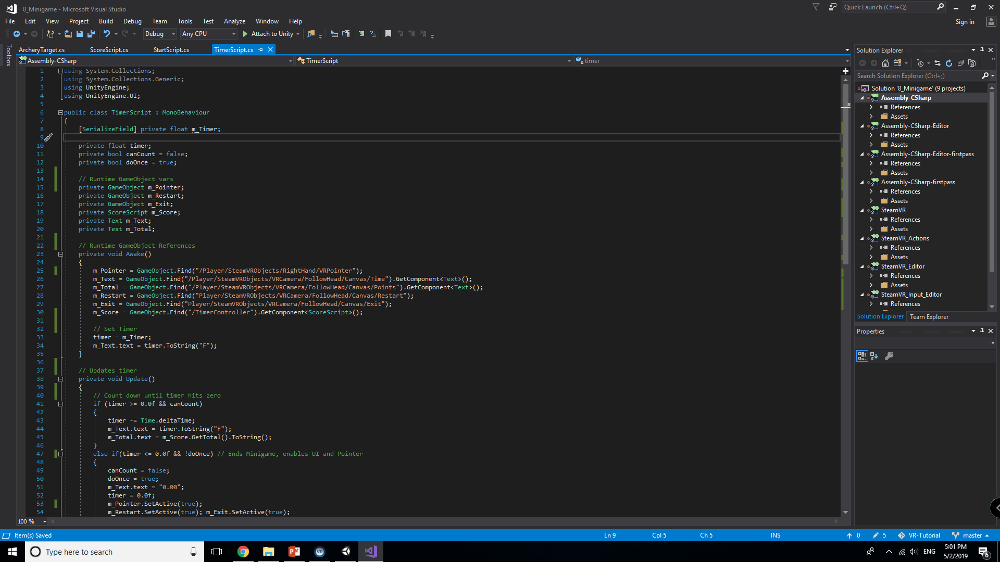 8_Minigame - Microsoft Visual Studio
Quick Launch (Ctrl+Q)
File Edit View Project Build Debug Team Tools Test Analyze Window Help
Sign in
Debug Any CPU Attach to Unity
Toolbox
ArcheryTarget.cs ScoreScript.cs StartScript.cs TimerScript.cs
Assembly-CSharp TimerScript timer
1 using System.Collections;
2 using System.Collections.Generic;
3 using UnityEngine;
4 using UnityEngine.UI;
5
6 public class TimerScript : MonoBehaviour
7 {
8 [SerializeField] private float m_Timer;
9
10 private float timer;
11 private bool canCount = false;
12 private bool doOnce = true;
13
14 // Runtime GameObject vars
15 private GameObject m_Pointer;
16 private GameObject m_Restart;
17 private GameObject m_Exit;
18 private ScoreScript m_Score;
19 private Text m_Text;
20 private Text m_Total;
21
22 // Runtime GameObject References
23 private void Awake()
24 {
25 m_Pointer = GameObject.Find("/Player/SteamVRObjects/RightHand/VRPointer");
26 m_Text = GameObject.Find("/Player/SteamVRObjects/VRCamera/FollowHead/Canvas/Time").GetComponent<Text>();
27 m_Total = GameObject.Find("/Player/SteamVRObjects/VRCamera/FollowHead/Canvas/Points").GetComponent<Text>();
28 m_Restart = GameObject.Find("Player/SteamVRObjects/VRCamera/FollowHead/Canvas/Restart");
29 m_Exit = GameObject.Find("Player/SteamVRObjects/VRCamera/FollowHead/Canvas/Exit");
30 m_Score = GameObject.Find("/TimerController").GetComponent<ScoreScript>();
31
32 // Set Timer
33 timer = m_Timer;
34 m_Text.text = timer.ToString("F");
35 }
36
37 // Updates timer
38 private void Update()
39 {
40 // Count down until timer hits zero
41 if (timer >= 0.0f && canCount)
42 {
43 timer -= Time.deltaTime;
44 m_Text.text = timer.ToString("F");
45 m_Total.text = m_Score.GetTotal().ToString();
46 }
47 else if(timer <= 0.0f && !doOnce) // Ends Minigame, enables UI and Pointer
48 {
49 canCount = false;
50 doOnce = true;
51 m_Text.text = "0.00";
52 timer = 0.0f;
53 m_Pointer.SetActive(true);
54 m_Restart.SetActive(true); m_Exit.SetActive(true);
100 %
Solution Explorer
Search Solution Explorer (Ctrl+;)
Solution '8_Minigame' (9 projects)
Assembly-CSharp
References
Assets
Assembly-CSharp-Editor
References
Assets
Assembly-CSharp-Editor-firstpass
References
Assets
Assembly-CSharp-firstpass
References
Assets
SteamVR
References
Assets
SteamVR_Actions
References
Assets
SteamVR_Editor
References
Assets
SteamVR_Input_Editor
References
Solution Explorer Team Explorer
Properties
Item(s) Saved Ln 9 Col 5 Ch 5 INS 0 5 VR-Tutorial master
Type here to search
VR
ENG
5:01 PM
5/2/2019
6